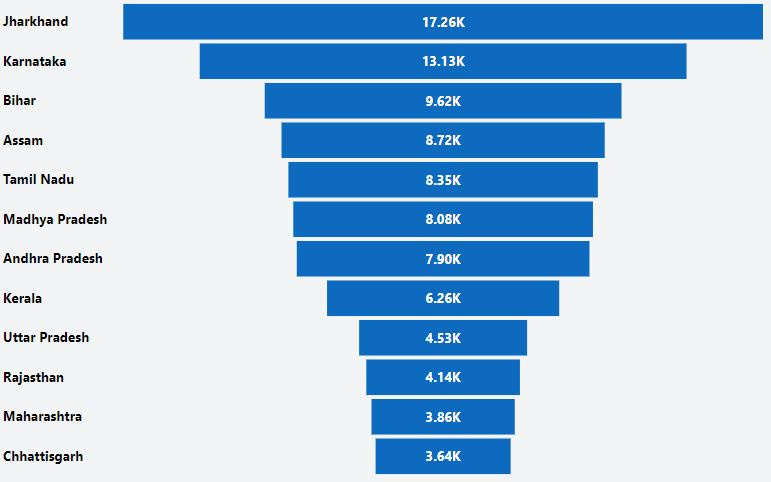 Jharkhand 17.26K
Karnataka 13.13K
Bihar 9.62K
Assam 8.72K
Tamil Nadu 8.35K
Madhya Pradesh 8.08K
Andhra Pradesh 7.90K
Kerala 6.26K
Uttar Pradesh 4.53K
Rajasthan 4.14K
Maharashtra 3.86K
Chhattisgarh 3.64K